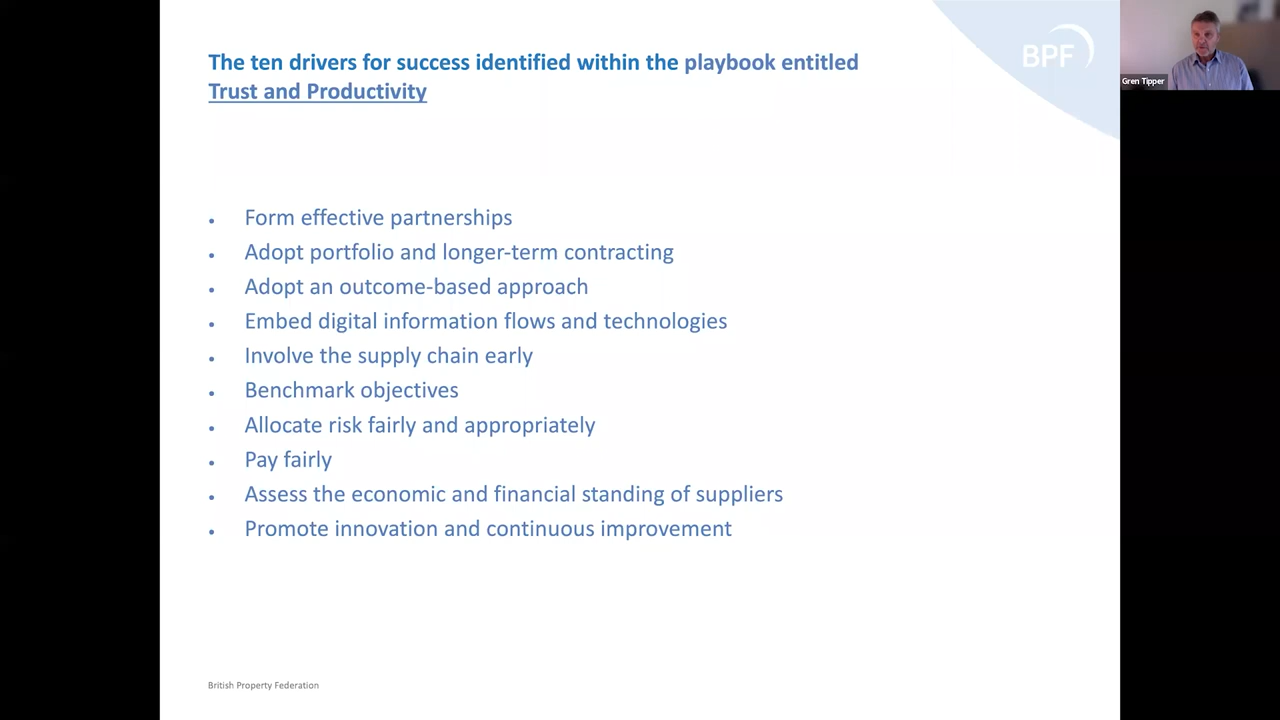 The ten drivers for success identified within the playbook entitled
Trust and Productivity
BPF
Gren Tipper
• Form effective partnerships
• Adopt portfolio and longer-term contracting
• Adopt an outcome-based approach
• Embed digital information flows and technologies
• Involve the supply chain early
• Benchmark objectives
• Allocate risk fairly and appropriately
• Pay fairly
• Assess the economic and financial standing of suppliers
• Promote innovation and continuous improvement
British Property Federation